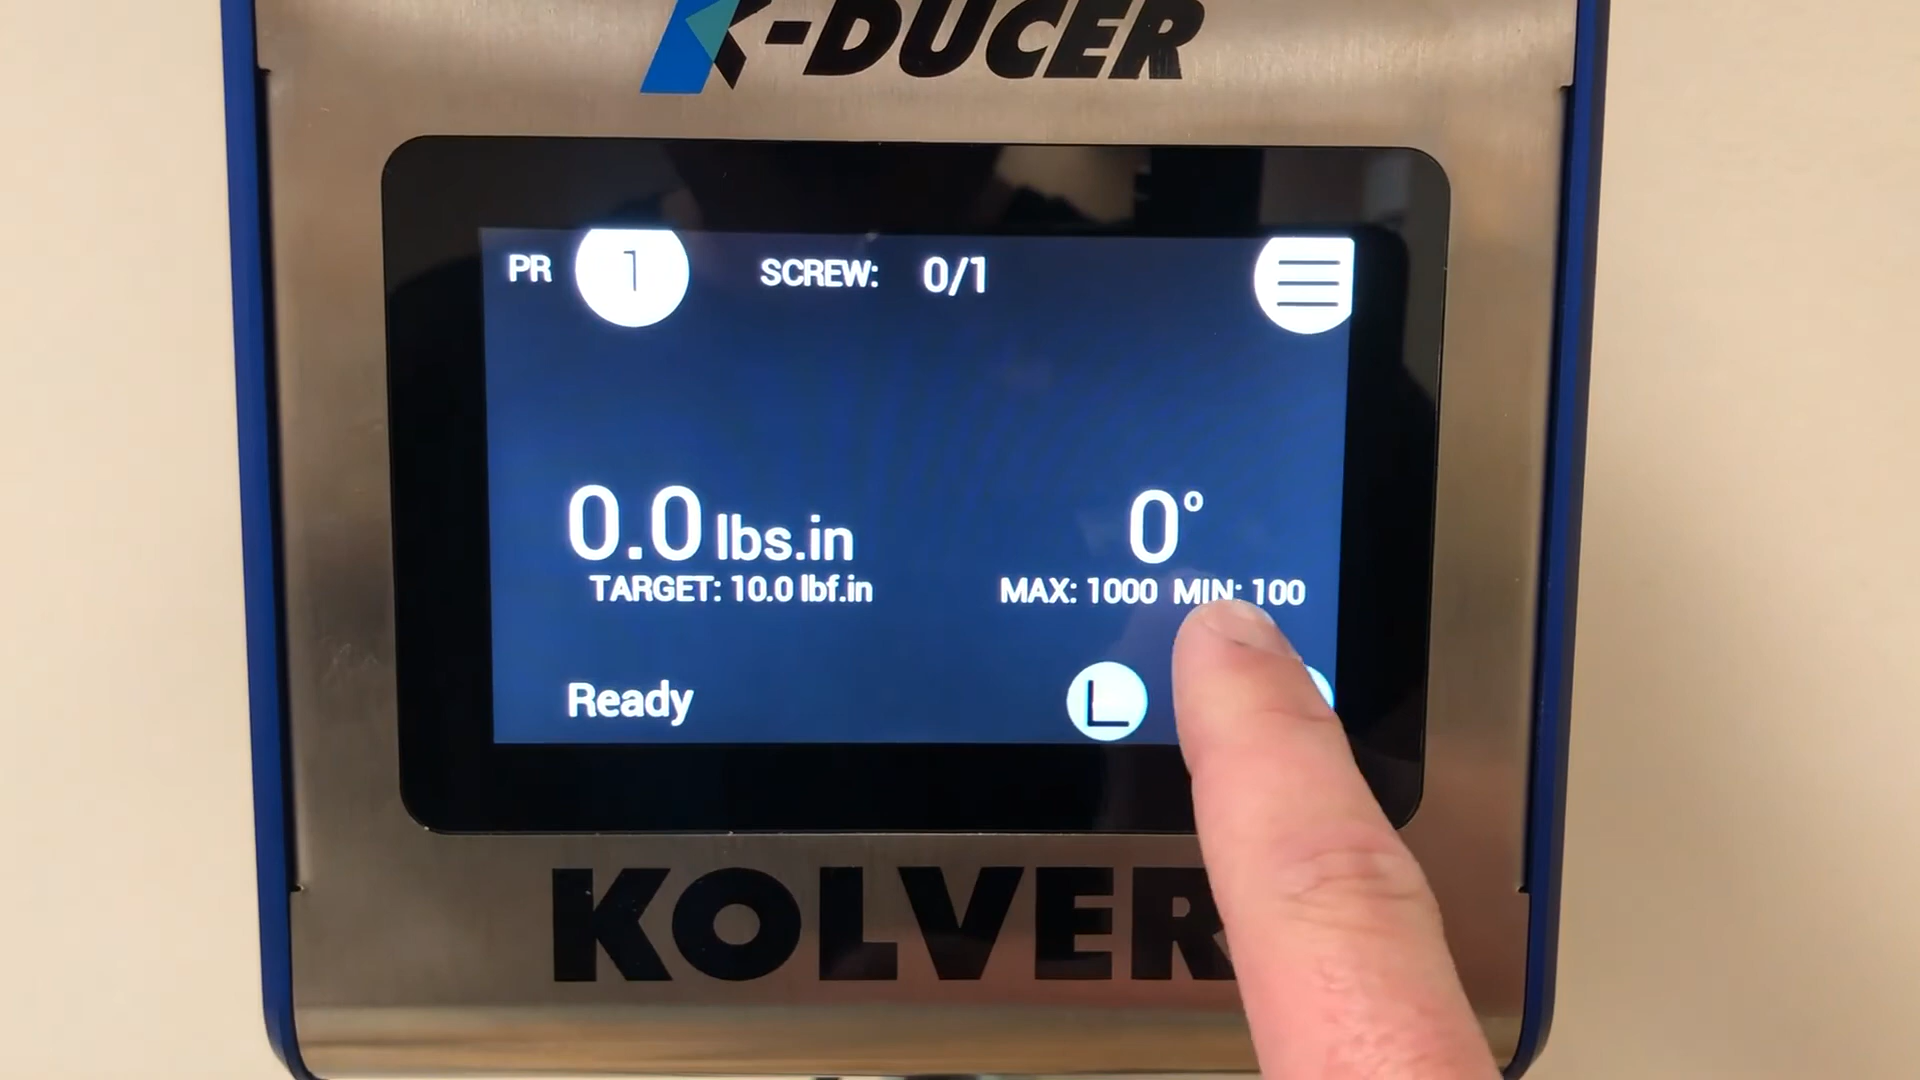 K-DUCER
PR 1 SCREW: 0/1
0.0 lbs.in 0°
TARGET: 10.0 lbf.in MAX: 1000 MIN: 100
Ready L
KOLVER